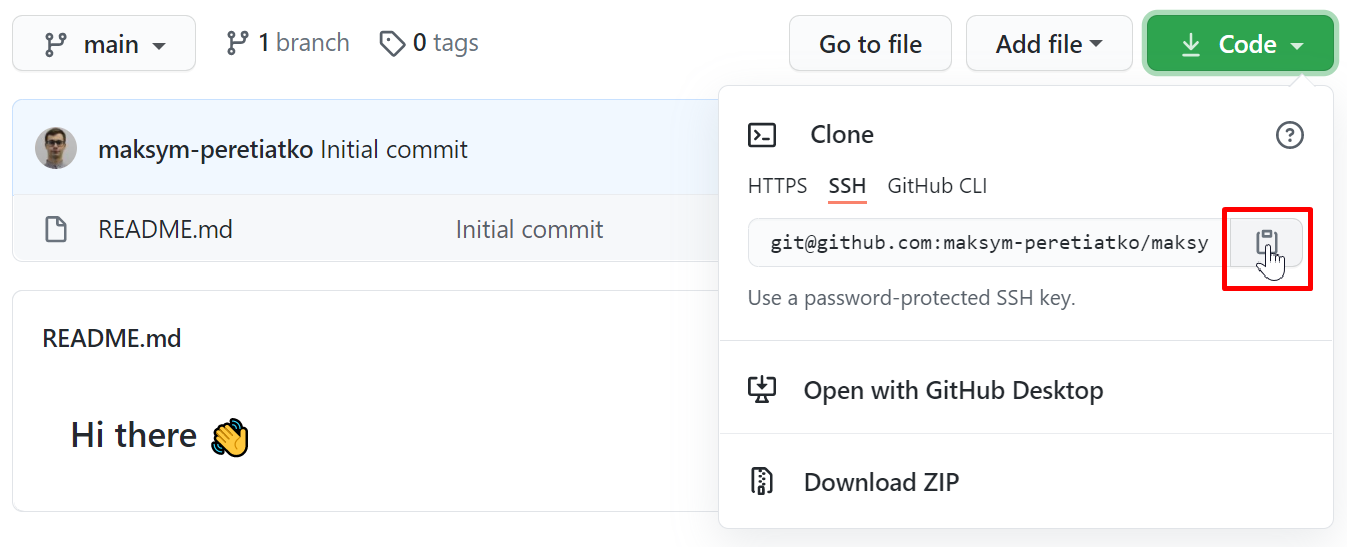 main
1 branch
0 tags
Go to file
Add file
Code
maksym-peretiatko Initial commit
README.md
Initial commit
README.md
Hi there 👋
Clone
HTTPS
SSH
GitHub CLI
git@github.com:maksym-peretiatko/maksy
Use a password-protected SSH key.
Open with GitHub Desktop
Download ZIP